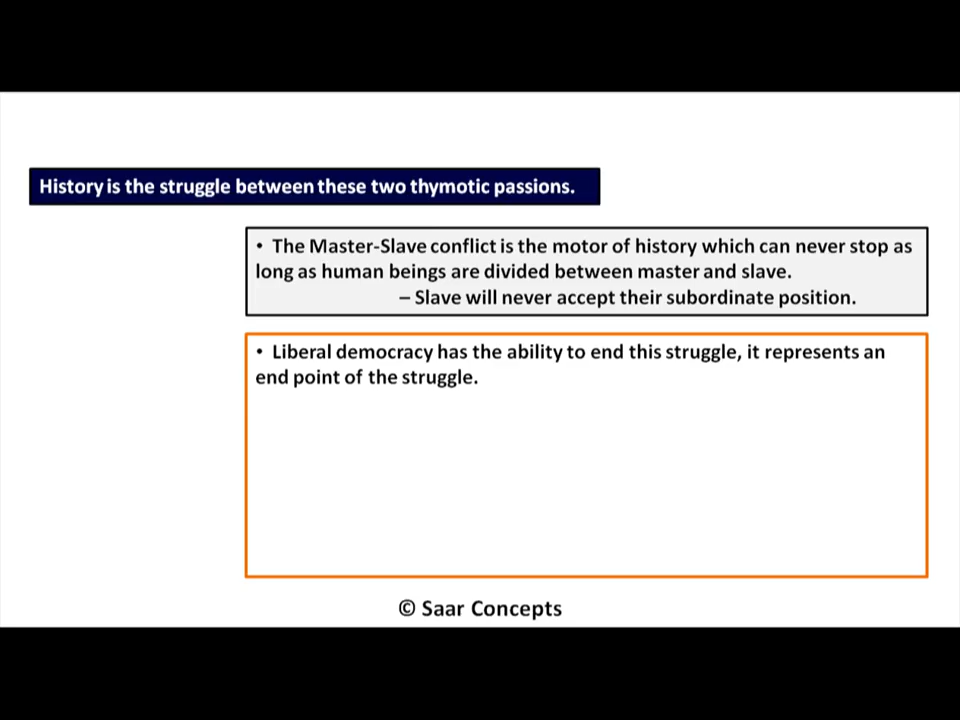 History is the struggle between these two thymotic passions.
• The Master-Slave conflict is the motor of history which can never stop as
long as human beings are divided between master and slave.
– Slave will never accept their subordinate position.
• Liberal democracy has the ability to end this struggle, it represents an
end point of the struggle.
© Saar Concepts